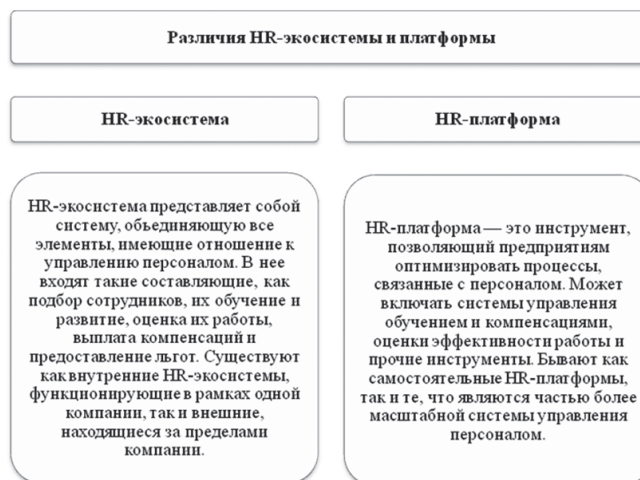 Различия HR-экосистемы и платформы
HR-экосистема
HR-платформа
HR-экосистема представляет собой
систему, объединяющую все
элементы, имеющие отношение к
управлению персоналом. В нее
входят такие составляющие, как
подбор сотрудников, их обучение и
развитие, оценка их работы,
выплата компенсаций и
предоставление льгот. Существуют
как внутренние HR-экосистемы,
функционирующие в рамках одной
компании, так и внешние,
находящиеся за пределами
компании.
HR-платформа — это инструмент,
позволяющий предприятиям
оптимизировать процессы,
связанные с персоналом. Может
включать системы управления
обучением и компенсациями,
оценки эффективности работы и
прочие инструменты. Бывают как
самостоятельные HR-платформы,
так и те, что являются частью более
масштабной системы управления
персоналом.